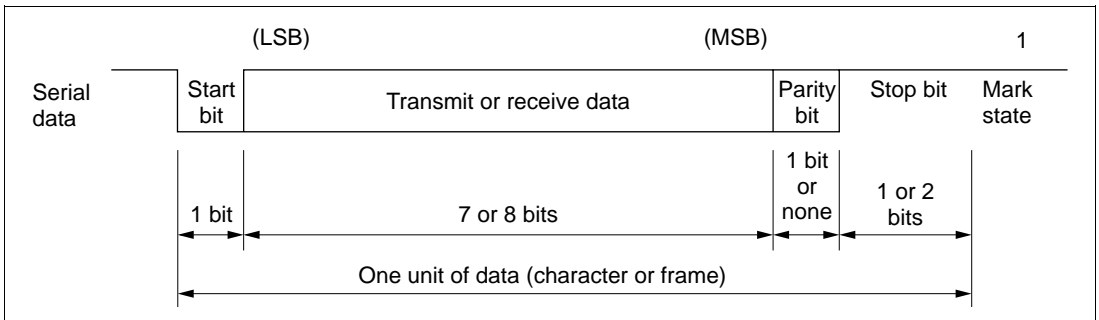 (LSB)
(MSB)
1
Serial
data
Start
bit
Transmit or receive data
Parity
bit
Stop bit
Mark
state
1 bit
7 or 8 bits
1 bit
or
none
1 or 2
bits
One unit of data (character or frame)